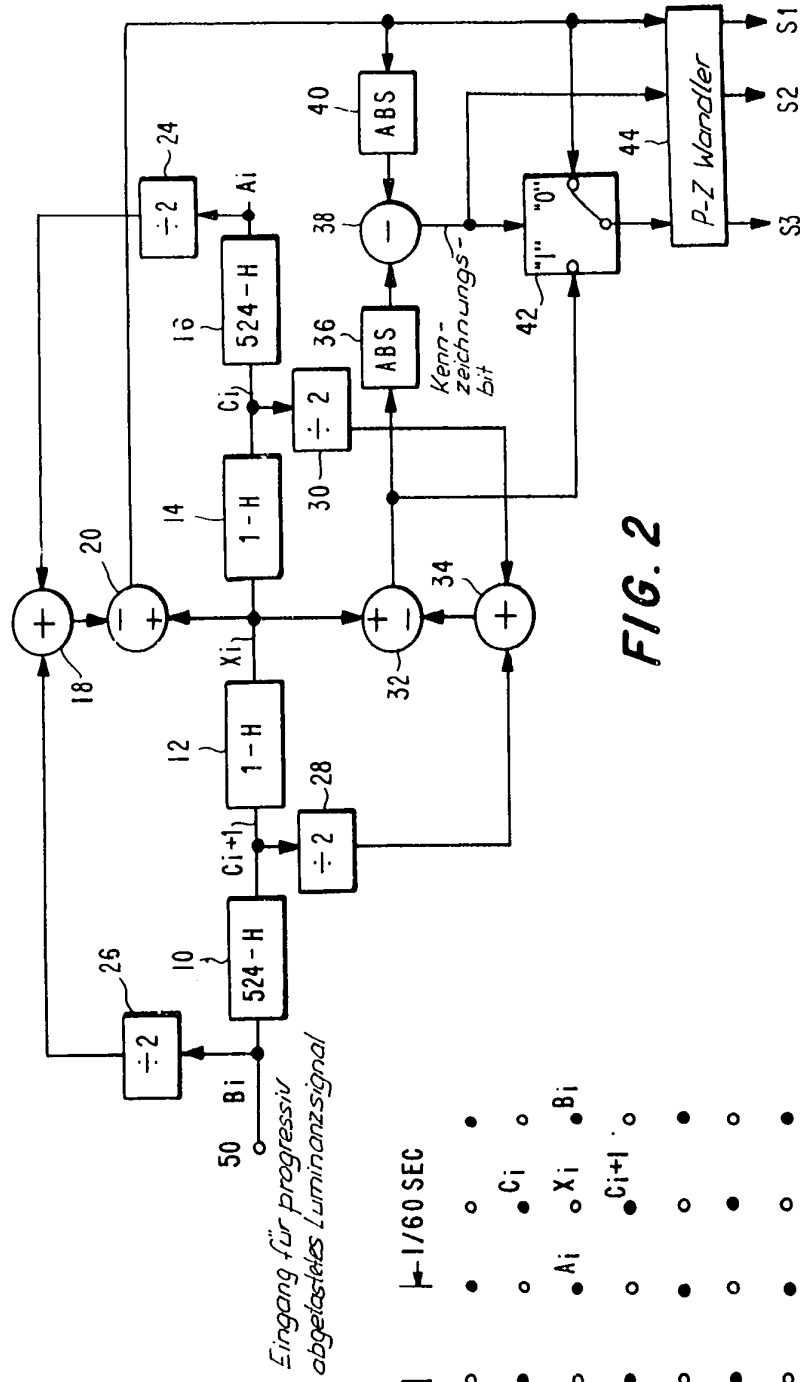 Eingang für progressiv
abgetastetes Luminanzsignal
50
Bi
26
÷2
10
524-H
Ci+1
28
÷2
12
1-H
Xi
18
+
20
−
+
+
−
32
34
+
14
1-H
Ci
30
÷2
16
524-H
Ai
24
÷2
36
ABS
38
−
40
ABS
Kenn-
zeichnungs-
bit
42
"1"
"0"
44
P-Z Wandler
S1
S2
S3
FIG. 2
1/60 SEC
Ai
Ci
Xi
Ci+1
Bi